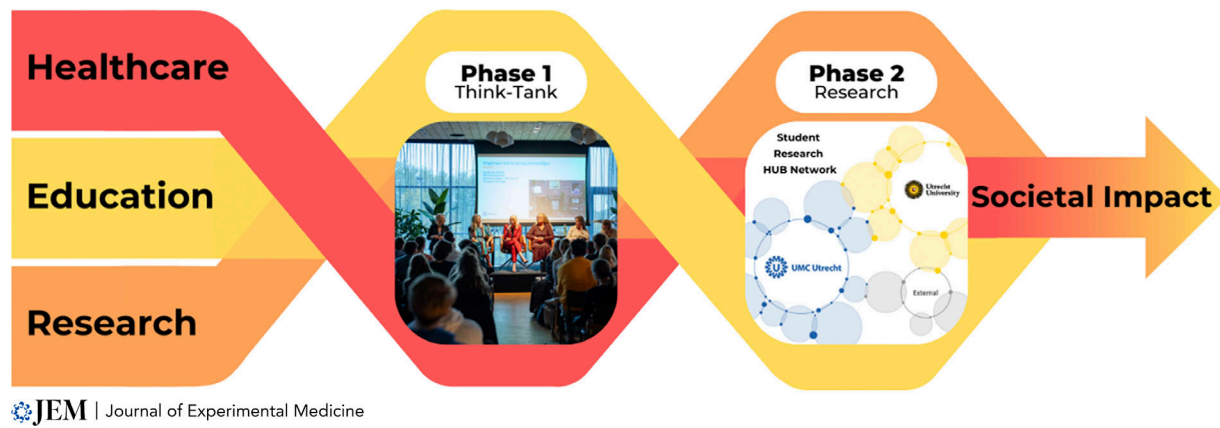 Healthcare
Education
Research
Phase 1
Think-Tank
Phase 2
Research
Student
Research
HUB Network
Utrecht
University
UMC Utrecht
External
Societal Impact
JEM | Journal of Experimental Medicine